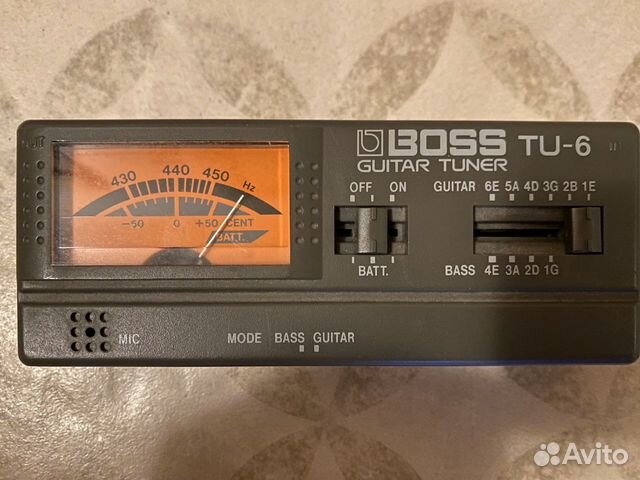 BOSS TU-6
GUITAR TUNER
430 440 450 Hz
-50 0 +50 CENT
BATT.
OFF ON
BATT.
GUITAR 6E 5A 4D 3G 2B 1E
BASS 4E 3A 2D 1G
MIC
MODE BASS GUITAR
Avito